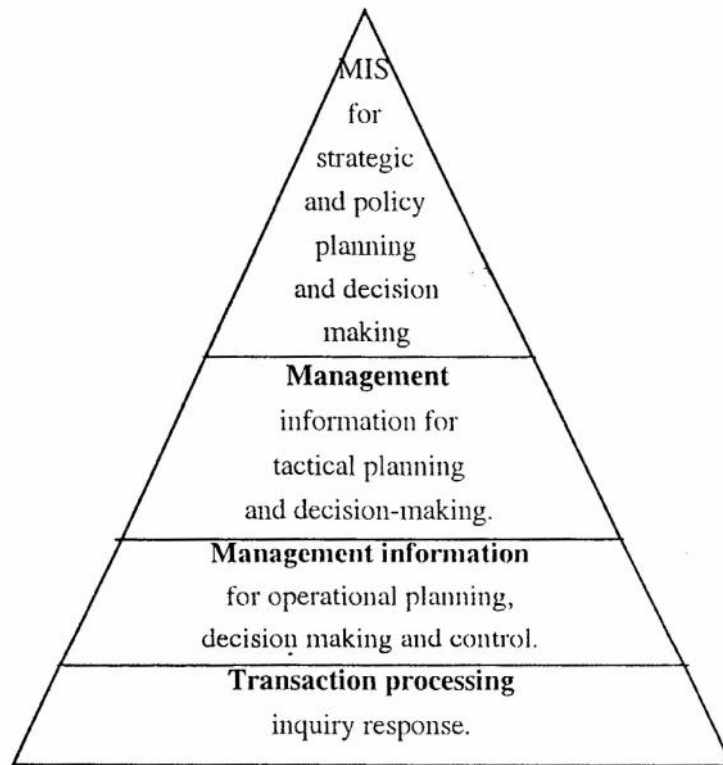 MIS
for
strategic
and policy
planning
and decision
making
Management
information for
tactical planning
and decision-making.
Management information
for operational planning,
decision making and control.
Transaction processing
inquiry response.